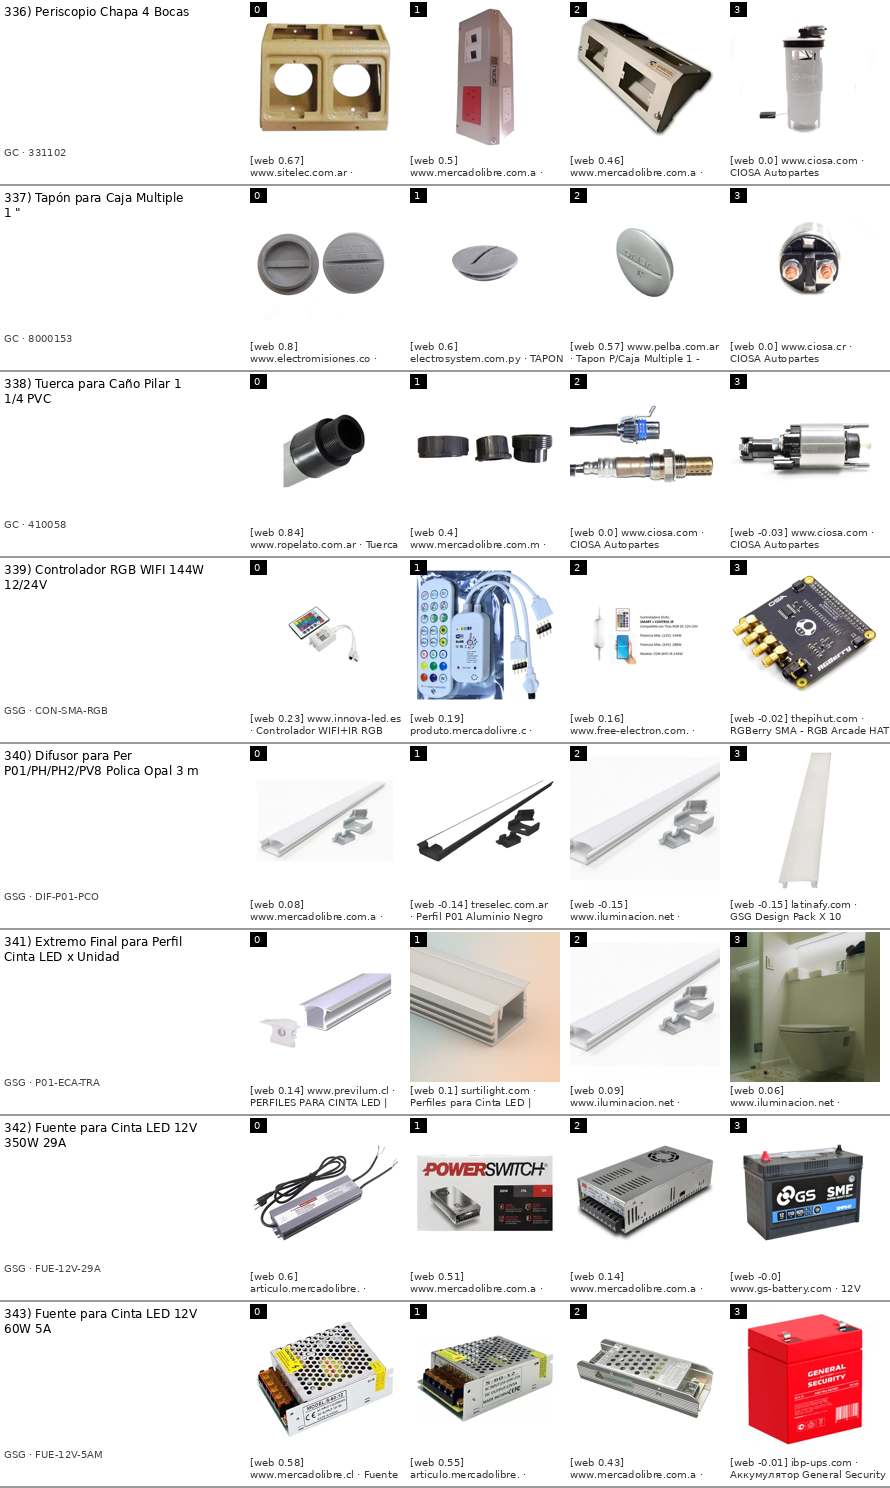 336) Periscopio Chapa 4 Bocas
GC · 331102
0
[web 0.67]
www.sitelec.com.ar ·
1
[web 0.5]
www.mercadolibre.com.a ·
2
[web 0.46]
www.mercadolibre.com.a ·
3
[web 0.0] www.ciosa.com ·
CIOSA Autopartes
337) Tapón para Caja Multiple
1 "
GC · 8000153
0
[web 0.8]
www.electromisiones.co ·
1
[web 0.6]
electrosystem.com.py · TAPON
2
[web 0.57] www.pelba.com.ar
· Tapon P/Caja Multiple 1 -
3
[web 0.0] www.ciosa.cr ·
CIOSA Autopartes
338) Tuerca para Caño Pilar 1
1/4 PVC
GC · 410058
0
[web 0.84]
www.ropelato.com.ar · Tuerca
1
[web 0.4]
www.mercadolibre.com.m ·
2
[web 0.0] www.ciosa.com ·
CIOSA Autopartes
3
[web -0.03] www.ciosa.com ·
CIOSA Autopartes
339) Controlador RGB WIFI 144W
12/24V
GSG · CON-SMA-RGB
0
[web 0.23] www.innova-led.es
· Controlador WIFI+IR RGB
1
[web 0.19]
produto.mercadolivre.c ·
2
[web 0.16]
www.free-electron.com. ·
3
RGBerry
[web -0.02] thepihut.com ·
RGBerry SMA - RGB Arcade HAT
340) Difusor para Per
P01/PH/PH2/PV8 Polica Opal 3 m
GSG · DIF-P01-PCO
0
[web 0.08]
www.mercadolibre.com.a ·
1
[web -0.14] treselec.com.ar
· Perfil P01 Aluminio Negro
2
[web -0.15]
www.iluminacion.net ·
3
[web -0.15] latinafy.com ·
GSG Design Pack X 10
341) Extremo Final para Perfil
Cinta LED x Unidad
GSG · P01-ECA-TRA
0
[web 0.14] www.previlum.cl ·
PERFILES PARA CINTA LED |
1
[web 0.1] surtilight.com ·
Perfiles para Cinta LED |
2
[web 0.09]
www.iluminacion.net ·
3
[web 0.06]
www.iluminacion.net ·
342) Fuente para Cinta LED 12V
350W 29A
GSG · FUE-12V-29A
0
[web 0.6]
articulo.mercadolibre. ·
1
POWERSWITCH
[web 0.51]
www.mercadolibre.com.a ·
2
[web 0.14]
www.mercadolibre.com.a ·
3
GS SMF
[web -0.0]
www.gs-battery.com · 12V
343) Fuente para Cinta LED 12V
60W 5A
GSG · FUE-12V-5AM
0
[web 0.58]
www.mercadolibre.cl · Fuente
1
[web 0.55]
articulo.mercadolibre. ·
2
[web 0.43]
www.mercadolibre.com.a ·
3
GENERAL
SECURITY
[web -0.01] ibp-ups.com ·
Аккумулятор General Security